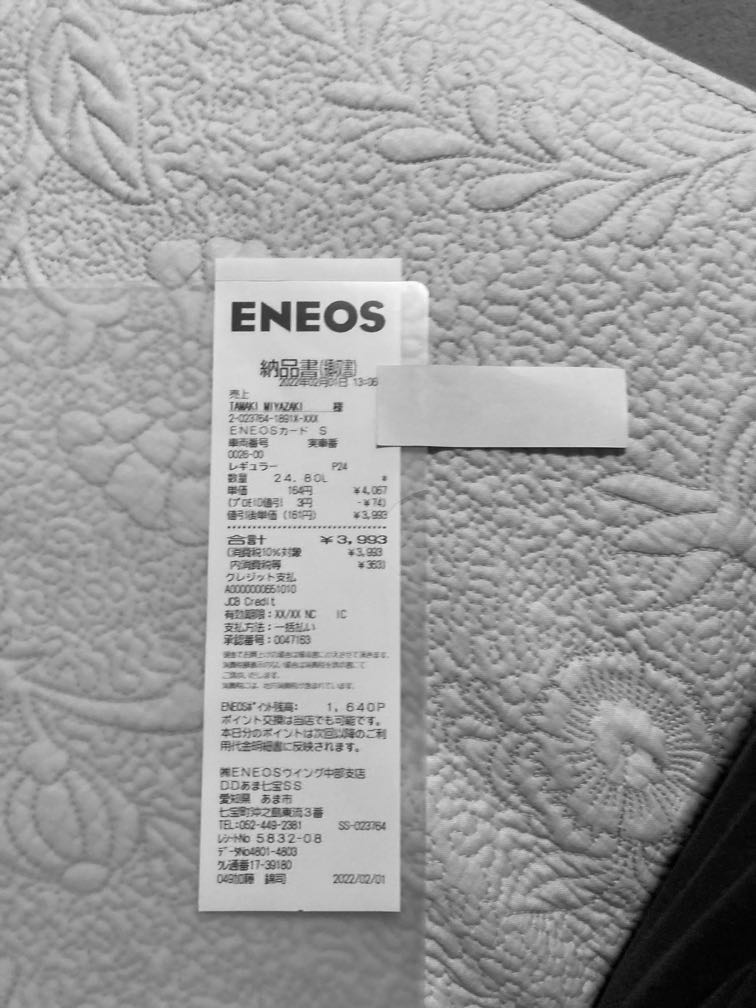 ENEOS
納品書(領収書)
2022年02月01日 13:06
売上
TAMAKI MIYAZAKI 様
2-023764-1891X-XXX
ENEOSカード S
車両番号 実車番
0026-00
レギュラー P24
数量 24.80L *
単価 164円 ¥4,067
(プロEID値引 3円 -¥74)
値引後単価 (161円) ¥3,993
合計 ¥3,993
(消費税10%対象 ¥3,993
内消費税等 ¥363)
クレジット支払
A0000000651010
JCB Credit
有効期限:XX/XX NC IC
支払方法:一括払い
承認番号:0047163
ENEOSポイント残高: 1,640P
ポイント交換は当店でも可能です。
本日分のポイントは次回以降のご利
用代金明細書に反映されます。
㈱ENEOSウイング中部支店
DDあま七宝SS
愛知県 あま市
七宝町沖之島東流3番
TEL:052-449-2381 SS-023764
レシートNo 5832-08
データNo4801-4803
クレ通番17-39180
049加藤 錦司 2022/02/01